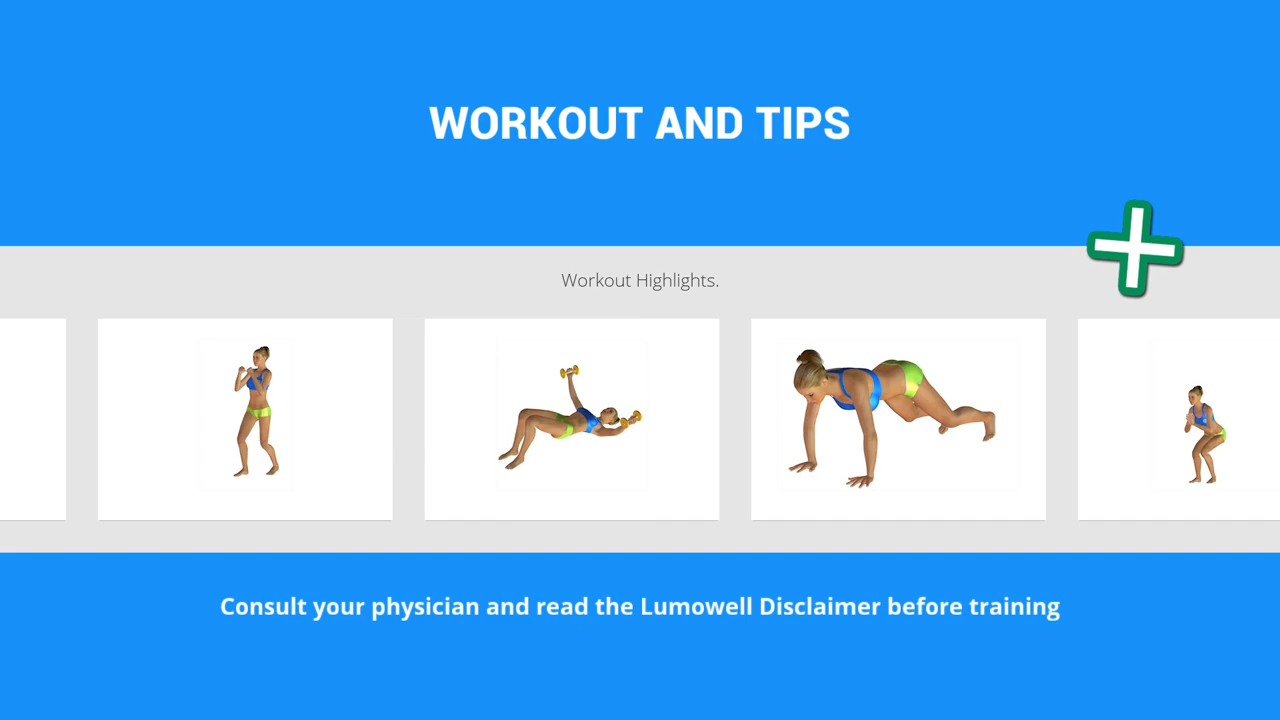 WORKOUT AND TIPS
Workout Highlights.
Consult your physician and read the Lumowell Disclaimer before training